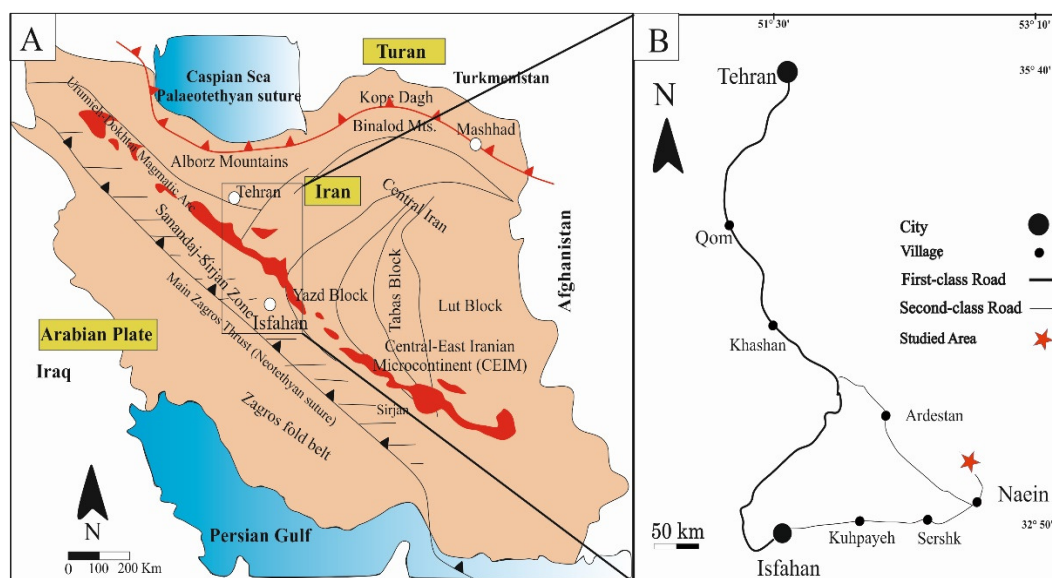 A
Turan
Caspian Sea
Palaeotethyan suture
Turkmenistan
Kope Dagh
Binalod Mts.
Mashhad
Urumieh-Dokhtar Magmatic Arc
Alborz Mountains
Tehran
Iran
Central Iran
Sanandaj-Sirjan Zone
Afghanistan
Yazd Block
Tabas Block
Lut Block
Isfahan
Main Zagros Thrust (Neotethyan suture)
Arabian Plate
Iraq
Central-East Iranian
Microcontinent (CEIM)
Sirjan
Zagros fold belt
N
Persian Gulf
0 100 200 Km
B
51° 30
53° 10
35° 40
Tehran
N
Qom
City
Village
First-class Road
Second-class Road
Studied Area
Khashan
Ardestan
Naein
32° 50
50 km
Kuhpayeh
Sershk
Isfahan